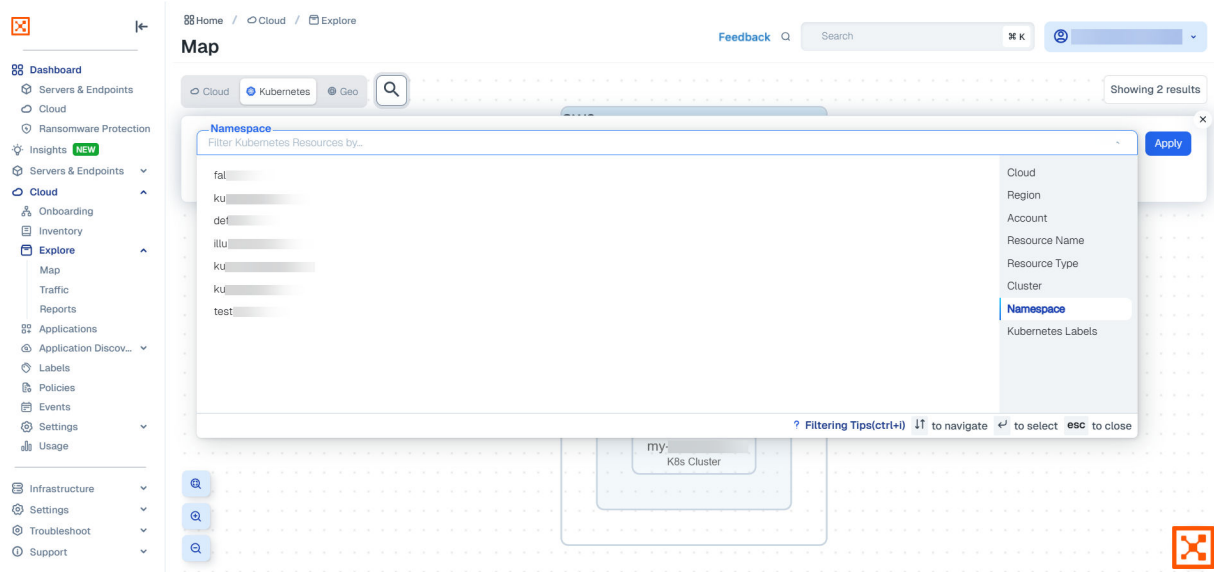 Home / Cloud / Explore
Map
Feedback
Search
⌘ K
Dashboard
Servers & Endpoints
Cloud
Ransomware Protection
Insights NEW
Servers & Endpoints
Cloud
Onboarding
Inventory
Explore
Map
Traffic
Reports
Applications
Application Discov...
Labels
Policies
Events
Settings
Usage
Infrastructure
Settings
Troubleshoot
Support
Cloud
Kubernetes
Geo
Showing 2 results
Namespace
Filter Kubernetes Resources by...
Apply
fal
ku
def
illu
ku
ku
test
Cloud
Region
Account
Resource Name
Resource Type
Cluster
Namespace
Kubernetes Labels
? Filtering Tips(ctrl+i) ↓↑ to navigate ↵ to select esc to close
my-
K8s Cluster